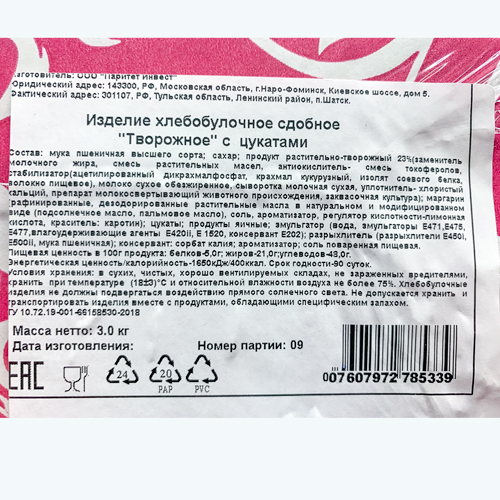 Изготовитель: ООО "Паритет Инвест"
Юридический адрес: 143300, РФ, Московская область, г.Наро-Фоминск, Киевское шоссе, дом 5.
Фактический адрес: 301107, РФ, Тульская область, Ленинский район, п.Шатск.
Изделие хлебобулочное сдобное
"Творожное" с цукатами
Состав: мука пшеничная высшего сорта; сахар; продукт растительно-творожный 23%(заменитель
молочного жира, смесь растительных масел, антиокислитель- смесь токоферолов,
стабилизатор(ацетилированный дикрахмалфосфат, крахмал кукурузный, изолят соевого белка,
волокно пищевое), молоко сухое обезжиренное, сыворотка молочная сухая, уплотнитель- хлористый
кальций, препарат молокосвертывающий животного происхождения, закваcочная культура); маргарин
рафинированные, дезодорированные растительные масла в натуральном и модифицированном
виде (подсолнечное масло, пальмовое масло), соль, ароматизатор, регулятор кислотности-лимонная
кислота, краситель: каротин); цукаты; продукты яичные; эмульгатор (вода, эмульгаторы Е471,Е475,
Е477,влагоудерживающие агенты Е420ii, Е 1520, консервант Е202); разрыхлитель (разрыхлители Е450i,
Е500ii, мука пшеничная); консервант: сорбат калия; ароматизатор; соль поваренная пищевая.
Пищевая ценность в 100г продукта: белков-5,0г; жиров-21,0г;углеводов-48,0г.
Энергетическая ценность/калорийность-1650кДж/400ккал. Срок годности-90 суток.
Условия хранения: в сухих, чистых, хорошо вентилируемых складах, не зараженных вредителями,
хранить при температуре (18±3)°С и относительной влажности воздуха не более 75%. Хлебобулочные
изделия не должны подвергаться воздействию прямого солнечного света. Не допускается хранить и
транспортировать изделия вместе с продуктами, обладающими специфическим запахом.
ТУ 10.72.19-001-66158530-2018
Масса нетто: 3.0 кг
Дата изготовления:
Номер партии: 09
EAC
24
20
PAP
3
PVC
007607972 785339